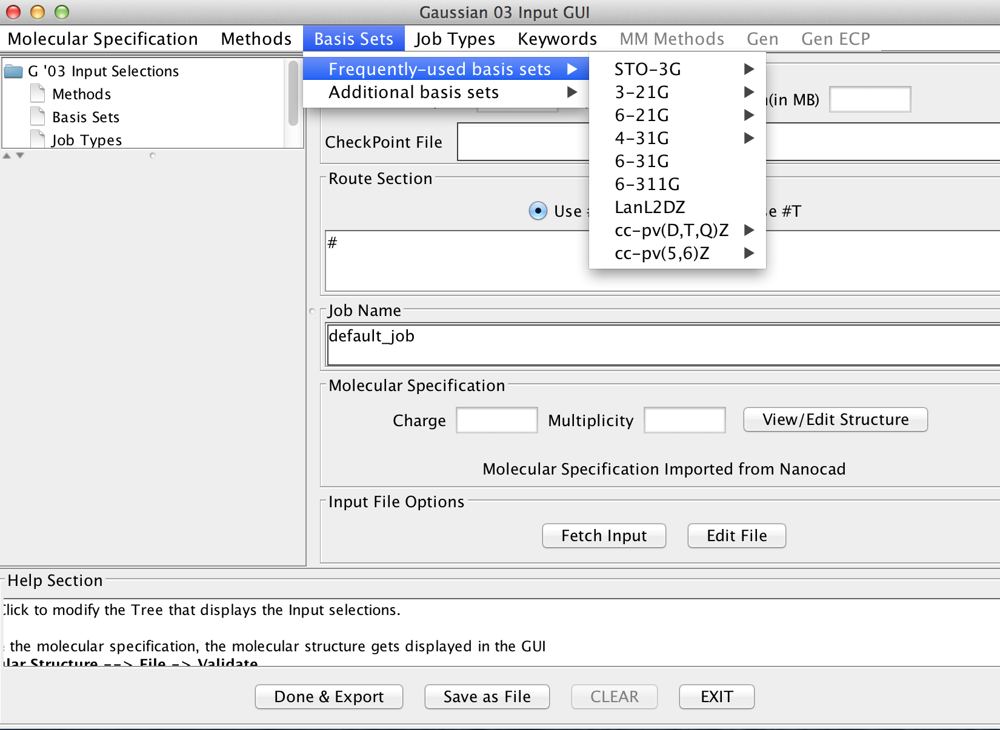 Gaussian 03 Input GUI
Molecular Specification Methods Basis Sets Job Types Keywords MM Methods Gen Gen ECP
G '03 Input Selections
Methods
Basis Sets
Job Types
Frequently-used basis sets
Additional basis sets
STO-3G
3-21G
6-21G
4-31G
6-31G
6-311G
LanL2DZ
cc-pv(D,T,Q)Z
cc-pv(5,6)Z
(in MB)
CheckPoint File
Route Section
Use #T
Use
#
Job Name
default_job
Molecular Specification
Charge Multiplicity View/Edit Structure
Molecular Specification Imported from Nanocad
Input File Options
Fetch Input Edit File
Help Section
Click to modify the Tree that displays the Input selections.
the molecular specification, the molecular structure gets displayed in the GUI
Structure --> File -> Validate
Done & Export Save as File CLEAR EXIT